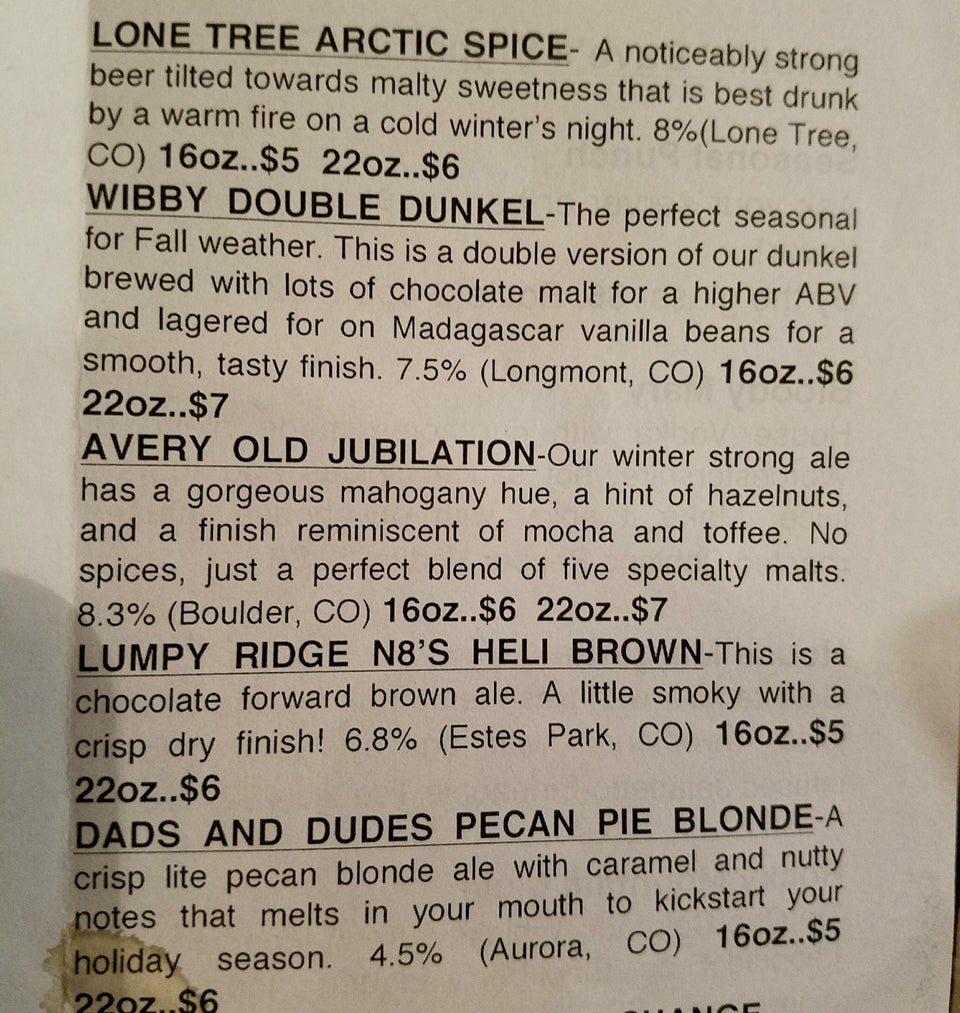 LONE TREE ARCTIC SPICE- A noticeably strong
beer tilted towards malty sweetness that is best drunk
by a warm fire on a cold winter's night. 8%(Lone Tree,
CO) 16oz..$5 22oz..$6
WIBBY DOUBLE DUNKEL-The perfect seasonal
for Fall weather. This is a double version of our dunkel
brewed with lots of chocolate malt for a higher ABV
and lagered for on Madagascar vanilla beans for a
smooth, tasty finish. 7.5% (Longmont, CO) 16oz..$6
22oz..$7
AVERY OLD JUBILATION-Our winter strong ale
has a gorgeous mahogany hue, a hint of hazelnuts,
and a finish reminiscent of mocha and toffee. No
spices, just a perfect blend of five specialty malts.
8.3% (Boulder, CO) 16oz..$6 22oz..$7
LUMPY RIDGE N8'S HELI BROWN-This is a
chocolate forward brown ale. A little smoky with a
crisp dry finish! 6.8% (Estes Park, CO) 16oz..$5
22oz..$6
DADS AND DUDES PECAN PIE BLONDE-A
crisp lite pecan blonde ale with caramel and nutty
notes that melts in your mouth to kickstart your
holiday season. 4.5% (Aurora, CO) 16oz..$5
22oz..$6